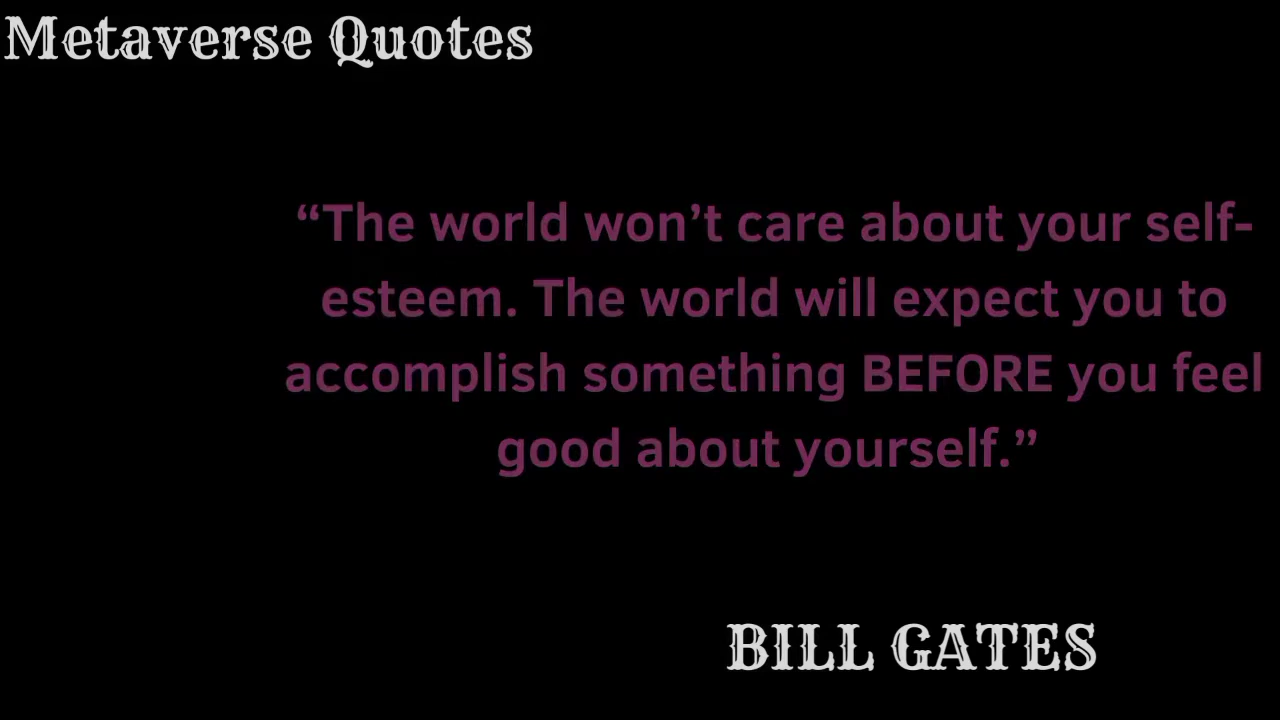 Metaverse Quotes
“The world won’t care about your self-
esteem. The world will expect you to
accomplish something BEFORE you feel
good about yourself.”
BILL GATES